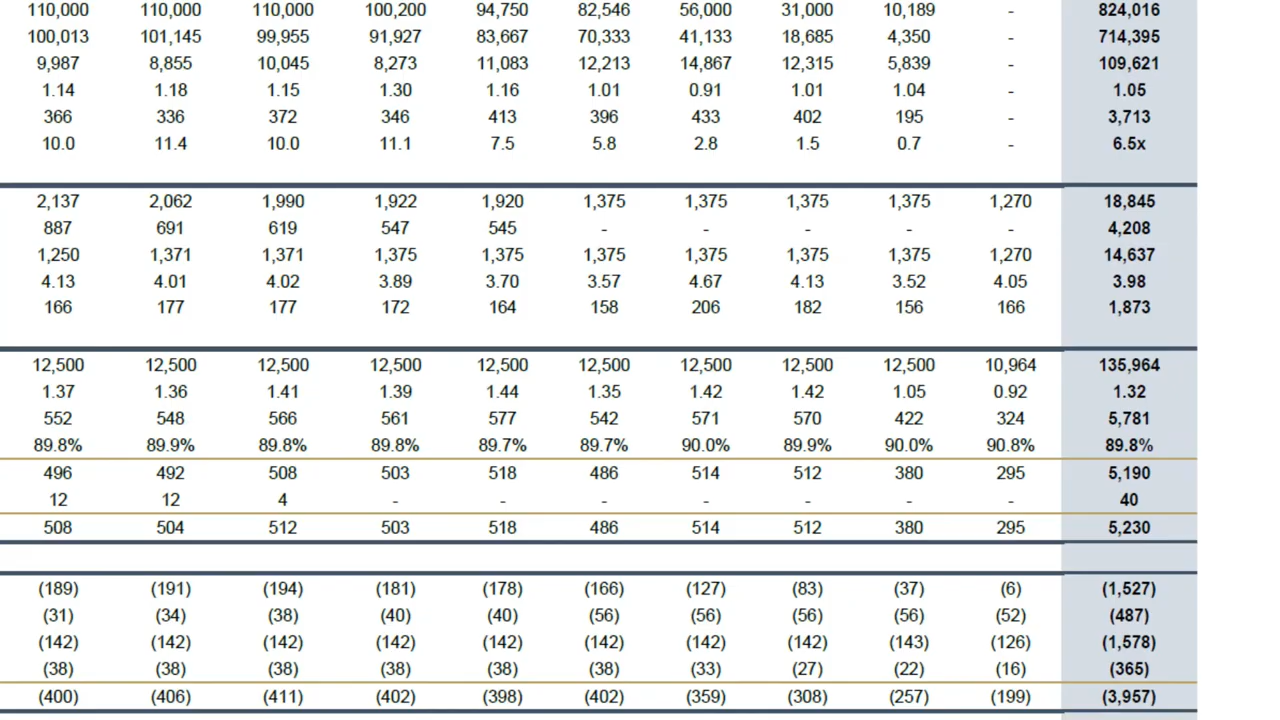 110,000 110,000 110,000 100,200 94,750 82,546 56,000 31,000 10,189 - 824,016
100,013 101,145 99,955 91,927 83,667 70,333 41,133 18,685 4,350 - 714,395
9,987 8,855 10,045 8,273 11,083 12,213 14,867 12,315 5,839 - 109,621
1.14 1.18 1.15 1.30 1.16 1.01 0.91 1.01 1.04 - 1.05
366 336 372 346 413 396 433 402 195 - 3,713
10.0 11.4 10.0 11.1 7.5 5.8 2.8 1.5 0.7 - 6.5x
2,137 2,062 1,990 1,922 1,920 1,375 1,375 1,375 1,375 1,270 18,845
887 691 619 547 545 - - - - - 4,208
1,250 1,371 1,371 1,375 1,375 1,375 1,375 1,375 1,375 1,270 14,637
4.13 4.01 4.02 3.89 3.70 3.57 4.67 4.13 3.52 4.05 3.98
166 177 177 172 164 158 206 182 156 166 1,873
12,500 12,500 12,500 12,500 12,500 12,500 12,500 12,500 12,500 10,964 135,964
1.37 1.36 1.41 1.39 1.44 1.35 1.42 1.42 1.05 0.92 1.32
552 548 566 561 577 542 571 570 422 324 5,781
89.8% 89.9% 89.8% 89.8% 89.7% 89.7% 90.0% 89.9% 90.0% 90.8% 89.8%
496 492 508 503 518 486 514 512 380 295 5,190
12 12 4 - - - - - - - 40
508 504 512 503 518 486 514 512 380 295 5,230
(189) (191) (194) (181) (178) (166) (127) (83) (37) (6) (1,527)
(31) (34) (38) (40) (40) (56) (56) (56) (56) (52) (487)
(142) (142) (142) (142) (142) (142) (142) (142) (143) (126) (1,578)
(38) (38) (38) (38) (38) (38) (33) (27) (22) (16) (365)
(400) (406) (411) (402) (398) (402) (359) (308) (257) (199) (3,957)